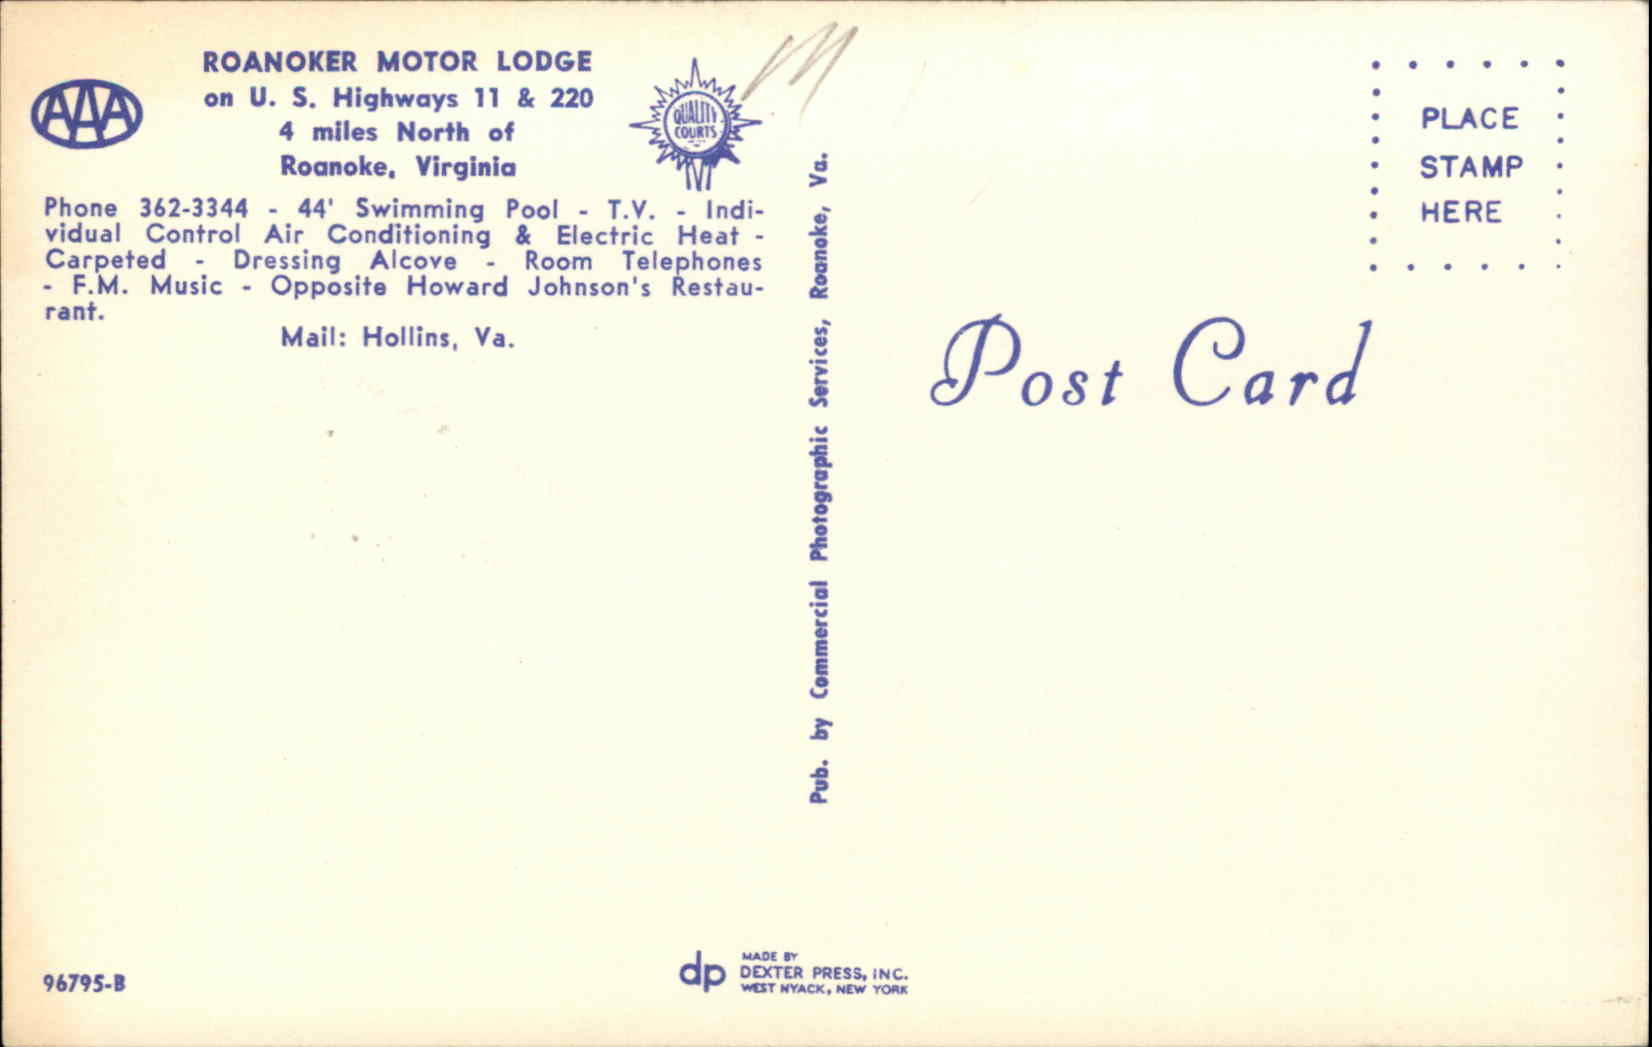 AAA
ROANOKER MOTOR LODGE
on U. S. Highways 11 & 220
4 miles North of
Roanoke, Virginia
QUALITY
COURTS
Phone 362-3344 - 44' Swimming Pool - T.V. - Indi-
vidual Control Air Conditioning & Electric Heat -
Carpeted - Dressing Alcove - Room Telephones
- F.M. Music - Opposite Howard Johnson's Restau-
rant.
Mail: Hollins, Va.
Pub. by Commercial Photographic Services, Roanoke, Va.
PLACE
STAMP
HERE
Post Card
96795-B
dp
MADE BY
DEXTER PRESS, INC.
WEST NYACK, NEW YORK